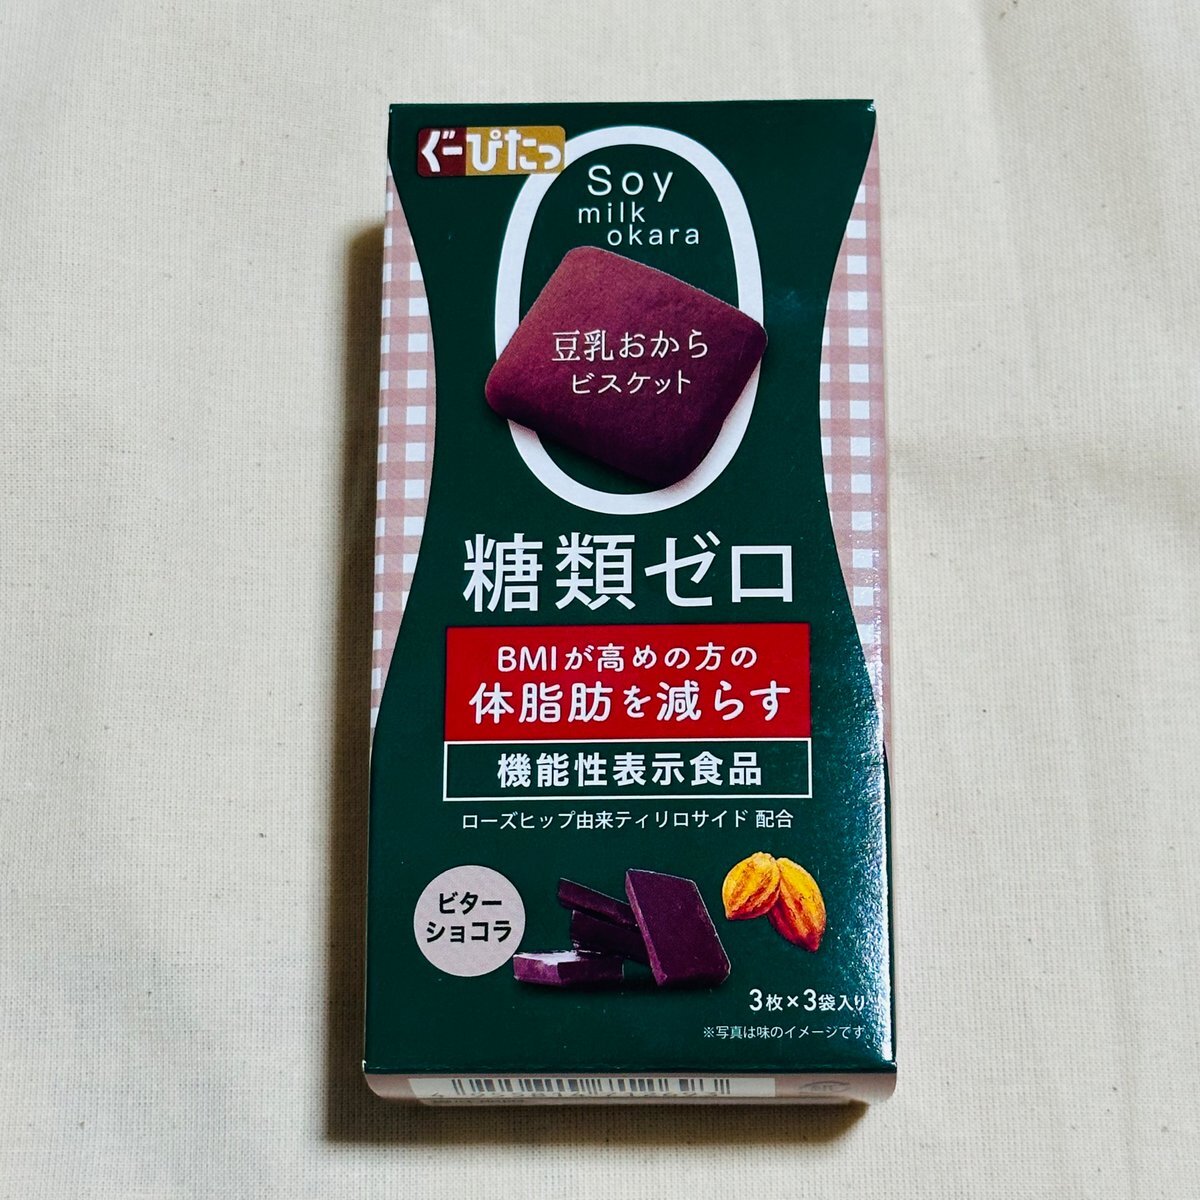 ぐーぴたっ
Soy
milk
okara
豆乳おから
ビスケット
糖類ゼロ
BMIが高めの方の
体脂肪を減らす
機能性表示食品
ローズヒップ由来ティリロサイド 配合
ビター
ショコラ
3枚×3袋入り
※写真は味のイメージです。